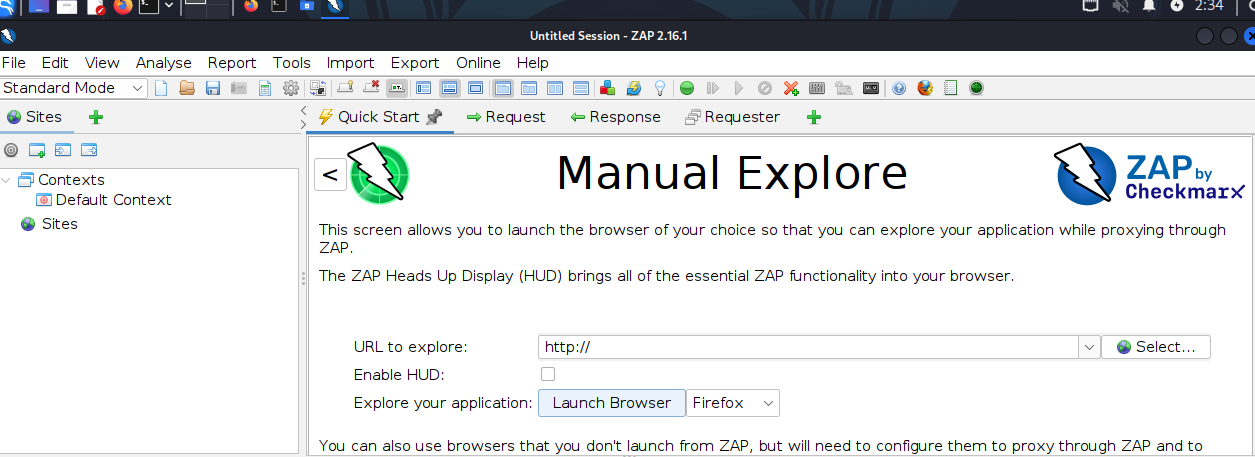 2:34
Untitled Session - ZAP 2.16.1
File Edit View Analyse Report Tools Import Export Online Help
Standard Mode
Sites
Quick Start Request Response Requester
< Manual Explore ZAP by
Checkmarx
Contexts
Default Context
Sites
This screen allows you to launch the browser of your choice so that you can explore your application while proxying through
ZAP.
The ZAP Heads Up Display (HUD) brings all of the essential ZAP functionality into your browser.
URL to explore: http:// Select...
Enable HUD:
Explore your application: Launch Browser Firefox
You can also use browsers that you don't launch from ZAP, but will need to configure them to proxy through ZAP and to